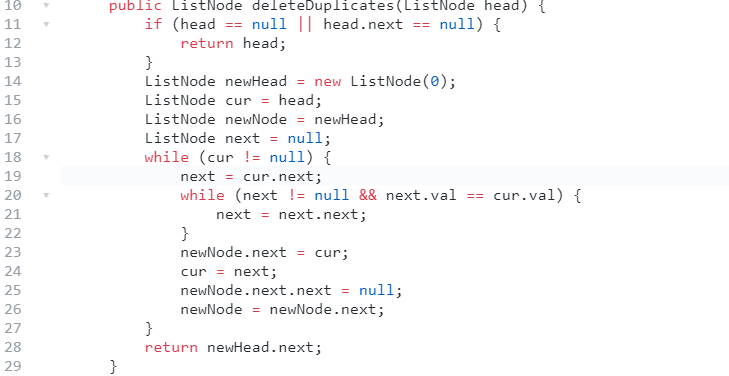 10 public ListNode deleteDuplicates(ListNode head) {
11 if (head == null || head.next == null) {
12 return head;
13 }
14 ListNode newHead = new ListNode(0);
15 ListNode cur = head;
16 ListNode newNode = newHead;
17 ListNode next = null;
18 while (cur != null) {
19 next = cur.next;
20 while (next != null && next.val == cur.val) {
21 next = next.next;
22 }
23 newNode.next = cur;
24 cur = next;
25 newNode.next.next = null;
26 newNode = newNode.next;
27 }
28 return newHead.next;
29 }